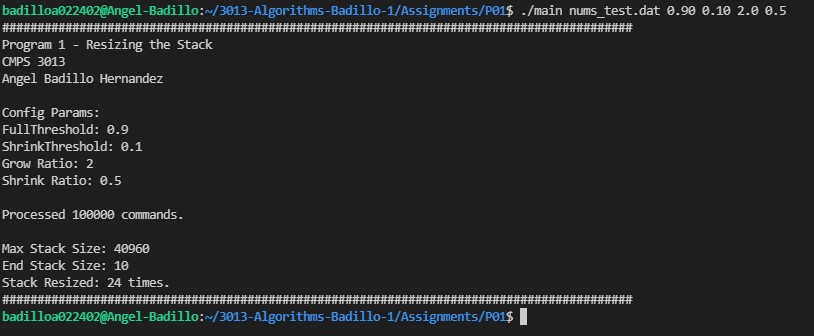 badilloa022402@Angel-Badillo:~/3013-Algorithms-Badillo-1/Assignments/P01$ ./main nums_test.dat 0.90 0.10 2.0 0.5
##########################################################################################
Program 1 - Resizing the Stack
CMPS 3013
Angel Badillo Hernandez

Config Params:
FullThreshold: 0.9
ShrinkThreshold: 0.1
Grow Ratio: 2
Shrink Ratio: 0.5

Processed 100000 commands.

Max Stack Size: 40960
End Stack Size: 10
Stack Resized: 24 times.
##########################################################################################
badilloa022402@Angel-Badillo:~/3013-Algorithms-Badillo-1/Assignments/P01$